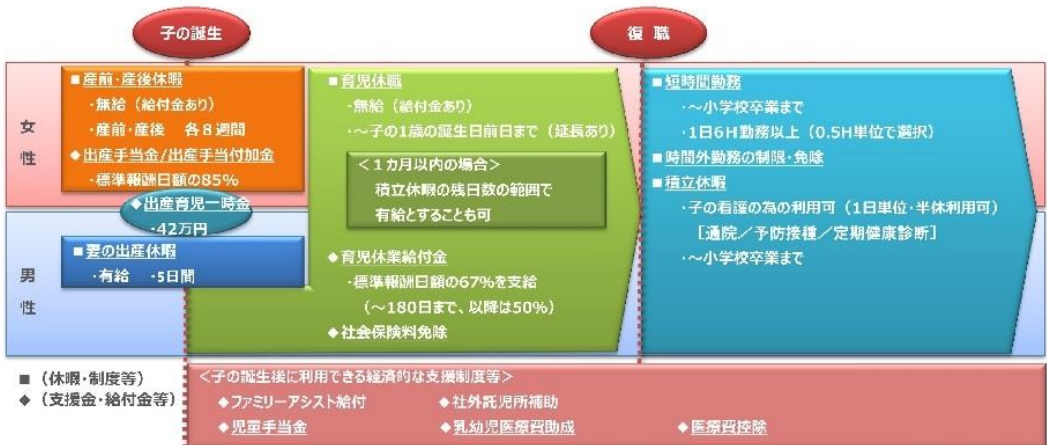 子の誕生
復 職
女性
■産前・産後休暇
・無給（給付金あり）
・産前・産後　各８週間
◆出産手当金/出産手当付加金
・標準報酬日額の85％
◆出産育児一時金
・42万円
男性
■妻の出産休暇
・有給　・5日間
■育児休職
・無給（給付金あり）
・～子の1歳の誕生日前日まで（延長あり）
＜１カ月以内の場合＞
積立休暇の残日数の範囲で
有給とすることも可
◆育児休業給付金
・標準報酬日額の67％を支給
（～180日まで、以降は50％）
◆社会保険料免除
■短時間勤務
・～小学校卒業まで
・1日6H勤務以上（0.5H単位で選択）
■時間外勤務の制限・免除
■積立休暇
・子の看護の為の利用可（1日単位・半休利用可）
［通院／予防接種／定期健康診断］
・～小学校卒業まで
■（休暇・制度等）
◆（支援金・給付金等）
＜子の誕生後に利用できる経済的な支援制度等＞
◆ファミリーアシスト給付　◆社外託児所補助
◆児童手当金　◆乳幼児医療費助成　◆医療費控除